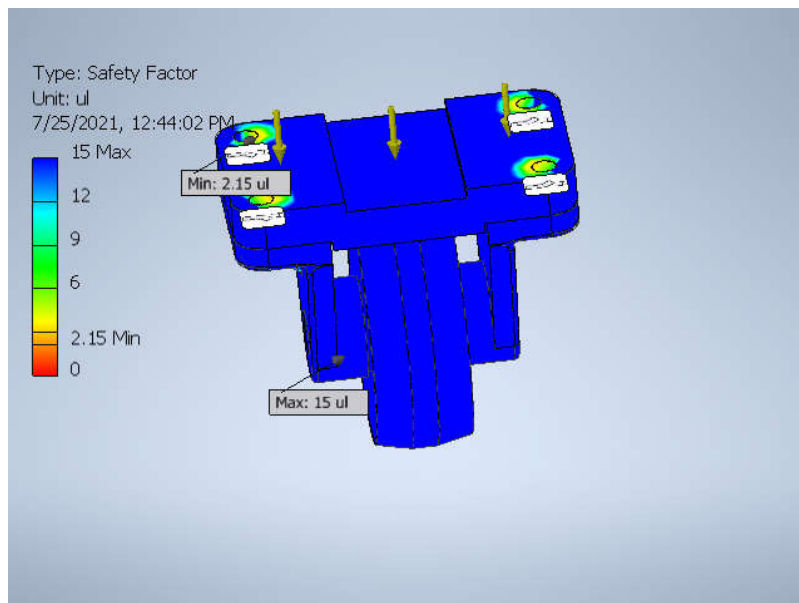 Type: Safety Factor
Unit: ul
7/25/2021, 12:44:02 PM
15 Max
12
9
6
2.15 Min
0
Min: 2.15 ul
Max: 15 ul